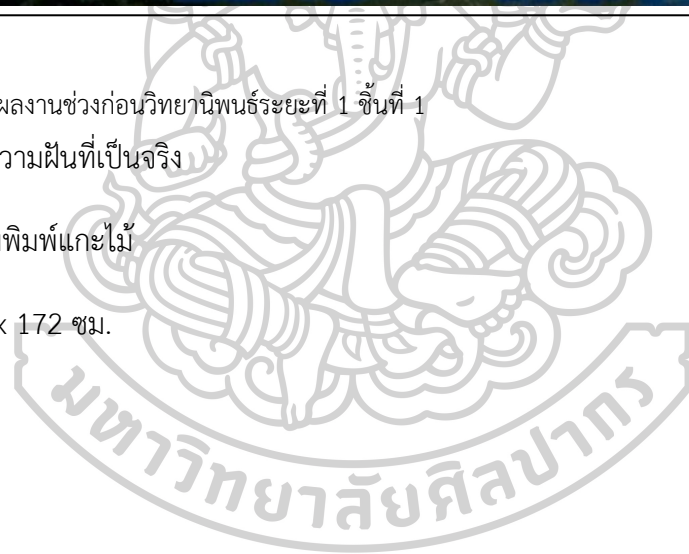 ผลงานช่วงก่อนวิทยานิพนธ์ระยะที่ 1 ชิ้นที่ 1
วามฝันที่เป็นจริง
พิมพ์แกะไม้
x 172 ซม.
มหาวิทยาลัยศิลปากร